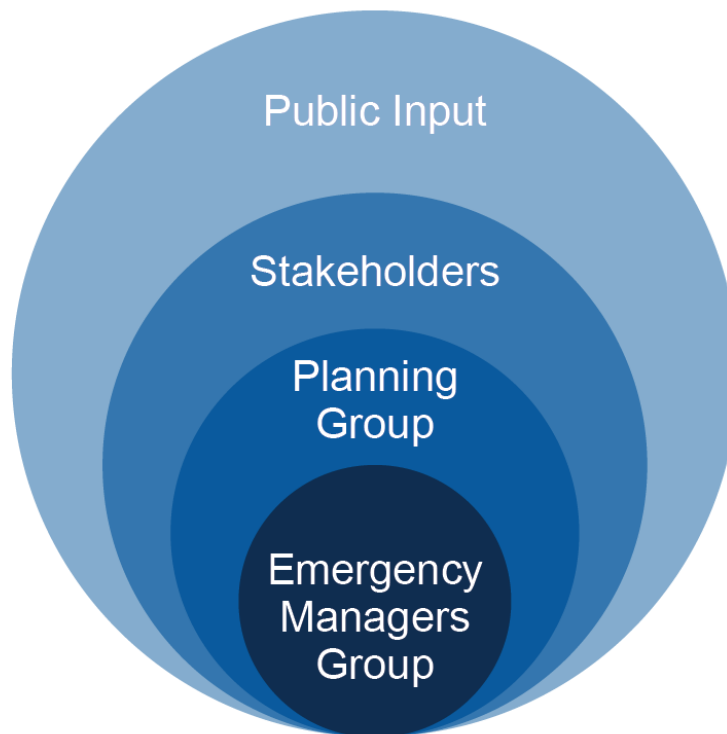 Public Input
Stakeholders
Planning
Group
Emergency
Managers
Group